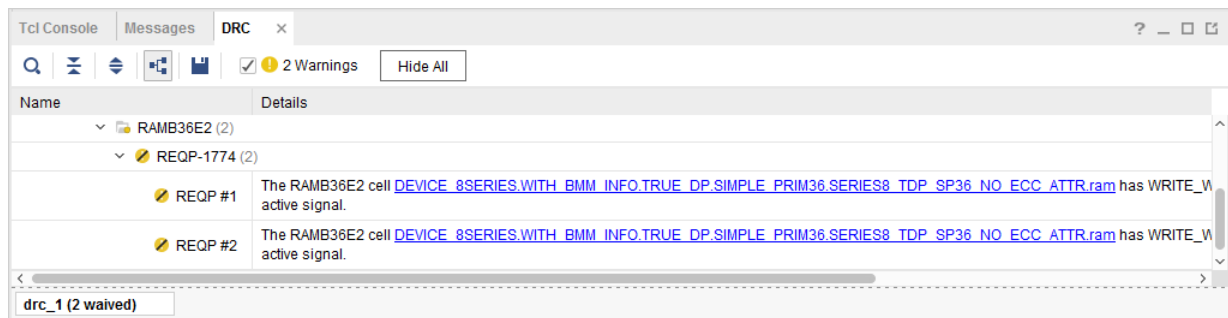 Tcl Console Messages DRC × ? _
2 Warnings Hide All
Name Details
RAMB36E2 (2)
REQP-1774 (2)
REQP #1 The RAMB36E2 cell DEVICE_8SERIES.WITH_BMM_INFO.TRUE_DP.SIMPLE_PRIM36.SERIES8_TDP_SP36_NO_ECC_ATTR.ram has WRITE_W
active signal.
REQP #2 The RAMB36E2 cell DEVICE_8SERIES.WITH_BMM_INFO.TRUE_DP.SIMPLE_PRIM36.SERIES8_TDP_SP36_NO_ECC_ATTR.ram has WRITE_W
active signal.
drc_1 (2 waived)